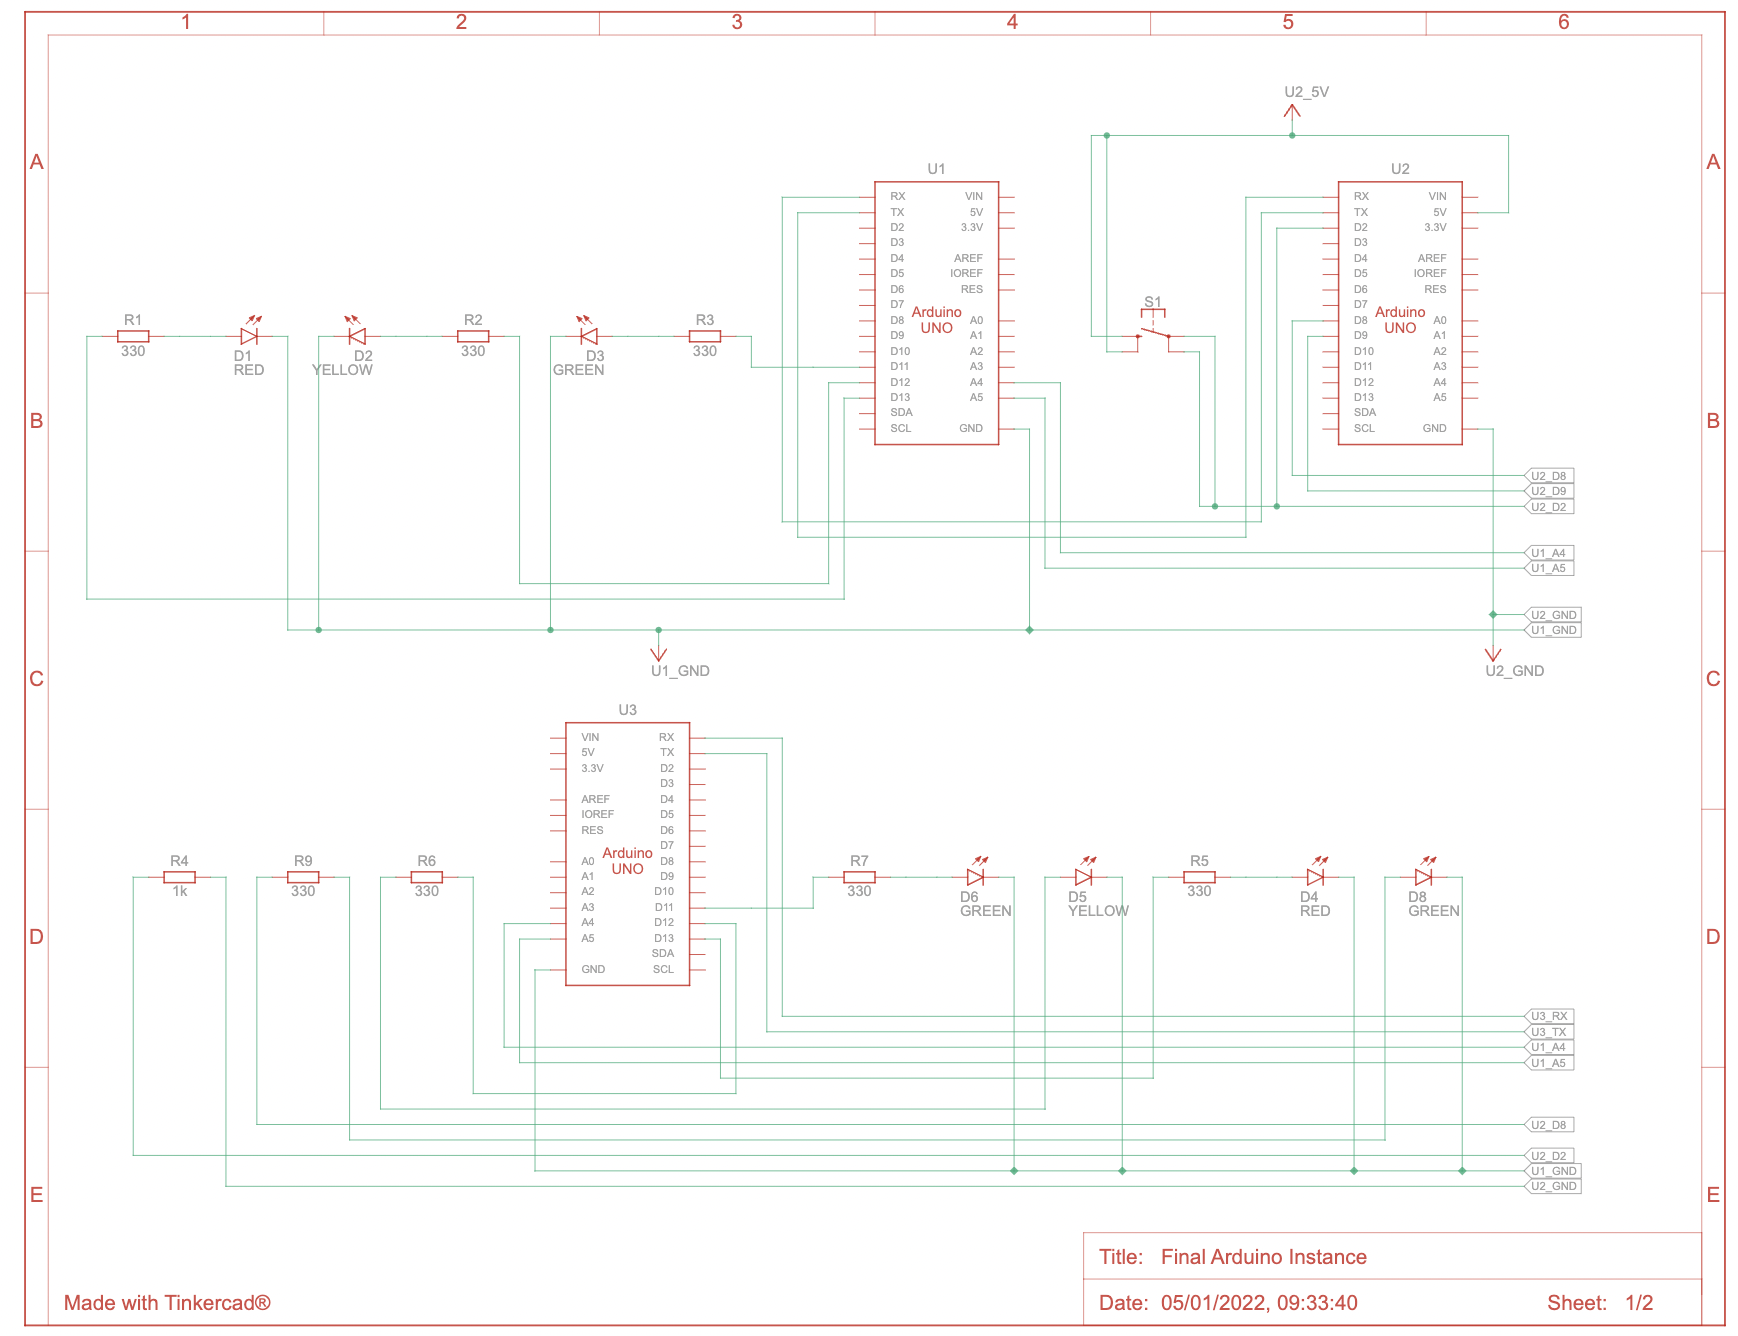 1 2 3 4 5 6
U2_5V
A A
U1 U2
RX VIN
TX 5V
D2 3.3V
D3
D4 AREF
D5 IOREF
D6 RES
D7
D8 A0
D9 A1
D10 A2
D11 A3
D12 A4
D13 A5
SDA
SCL GND
Arduino
UNO
RX VIN
TX 5V
D2 3.3V
D3
D4 AREF
D5 IOREF
D6 RES
D7
D8 A0
D9 A1
D10 A2
D11 A3
D12 A4
D13 A5
SDA
SCL GND
Arduino
UNO
S1
R1
330
D1
RED
D2
YELLOW
R2
330
D3
GREEN
R3
330
B B
U2_D8
U2_D9
U2_D2
U1_A4
U1_A5
U2_GND
U1_GND
U1_GND U2_GND
C C
U3
VIN RX
5V TX
3.3V D2
D3
AREF D4
IOREF D5
RES D6
D7
A0 D8
A1 D9
A2 D10
A3 D11
A4 D12
A5 D13
SDA
GND SCL
Arduino
UNO
R4
1k
R9
330
R6
330
R7
330
D6
GREEN
D5
YELLOW
R5
330
D4
RED
D8
GREEN
D D
U3_RX
U3_TX
U1_A4
U1_A5
U2_D8
U2_D2
U1_GND
U2_GND
E E
Title: Final Arduino Instance
Made with Tinkercad®
Date: 05/01/2022, 09:33:40 Sheet: 1/2